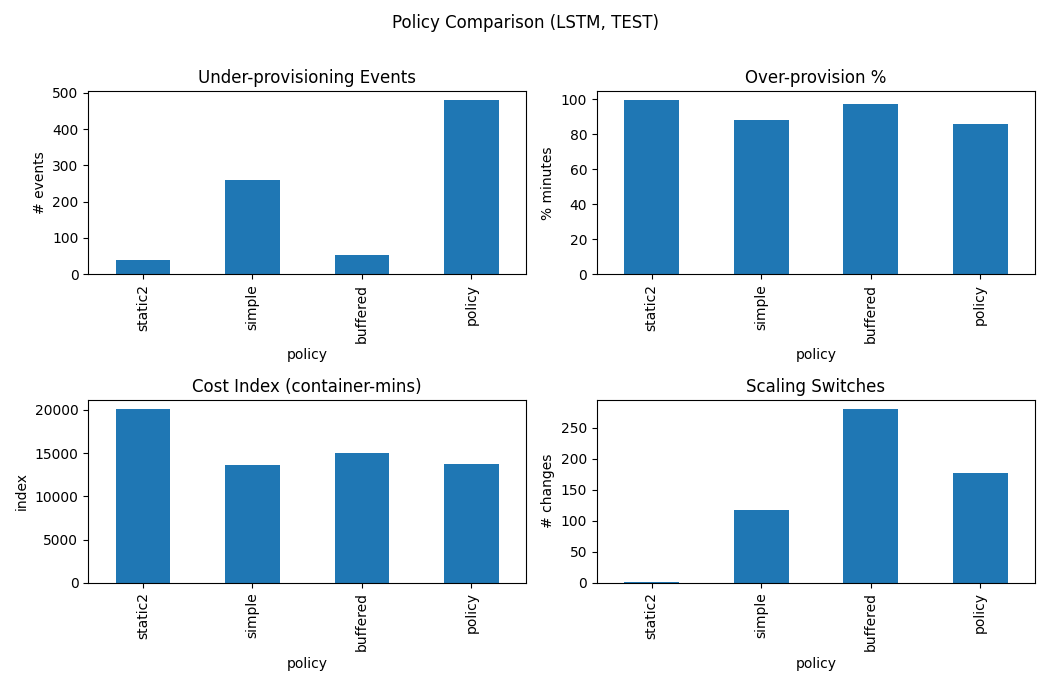 Policy Comparison (LSTM, TEST)
Under-provisioning Events
# events
500
400
300
200
100
0
static2
simple
buffered
policy
policy
Over-provision %
% minutes
100
80
60
40
20
0
static2
simple
buffered
policy
policy
Cost Index (container-mins)
index
20000
15000
10000
5000
0
static2
simple
buffered
policy
policy
Scaling Switches
# changes
250
200
150
100
50
0
static2
simple
buffered
policy
policy